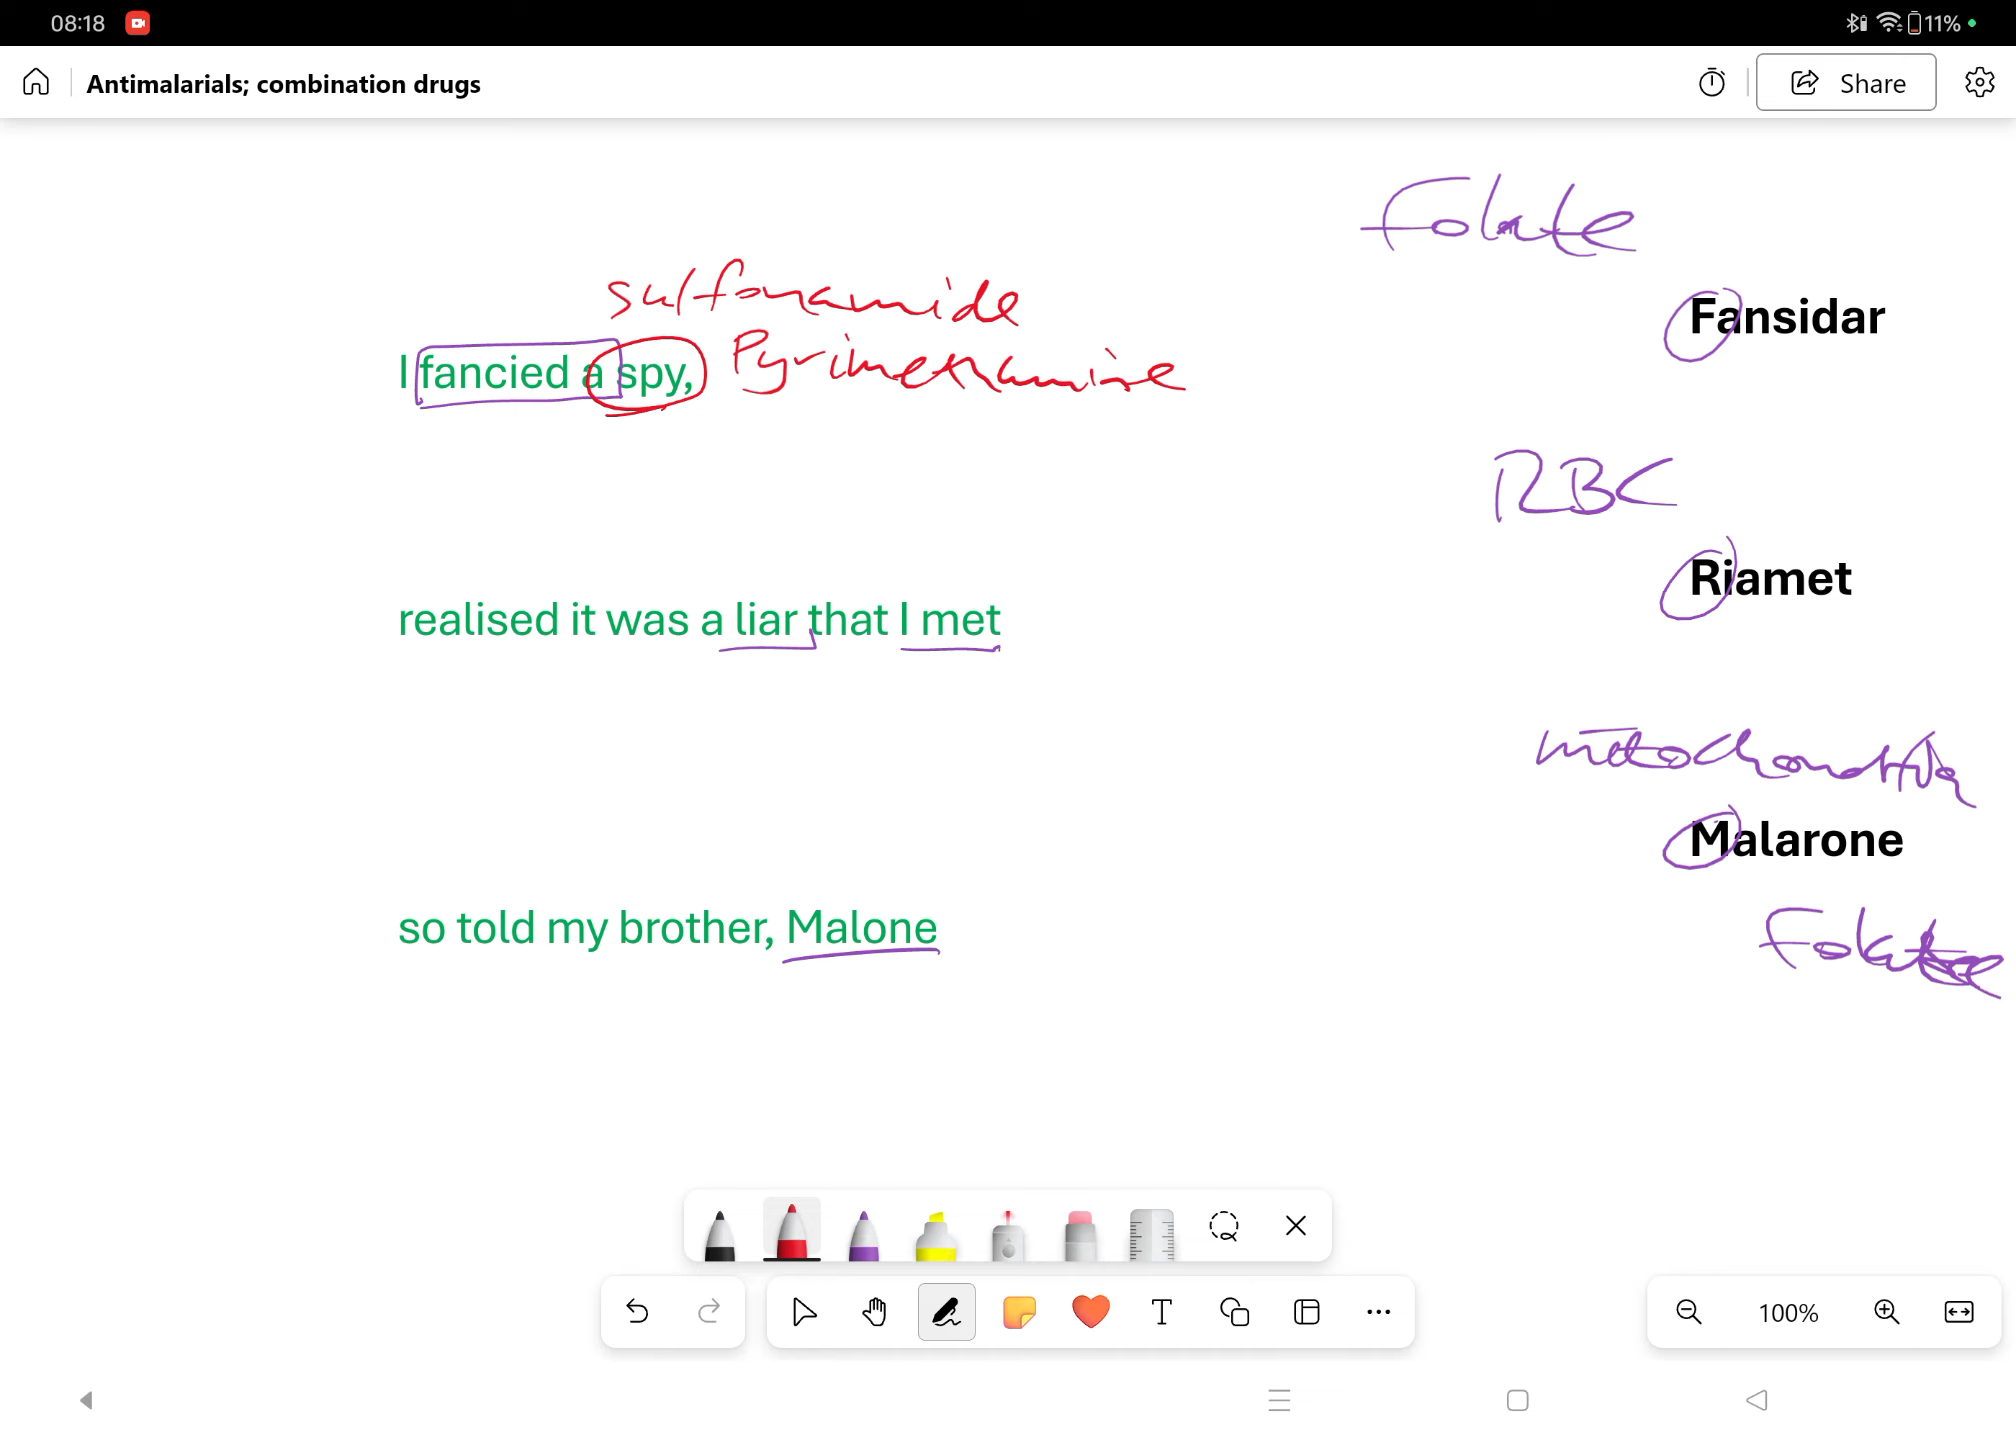 08:18
11%
Antimalarials; combination drugs
Share
Folate
sulfonamide
Fansidar
I fancied a spy,
Pyrimethamine
RBC
Riamet
realised it was a liar that I met
mitochondria
Malarone
so told my brother, Malone
Folate
T
100%